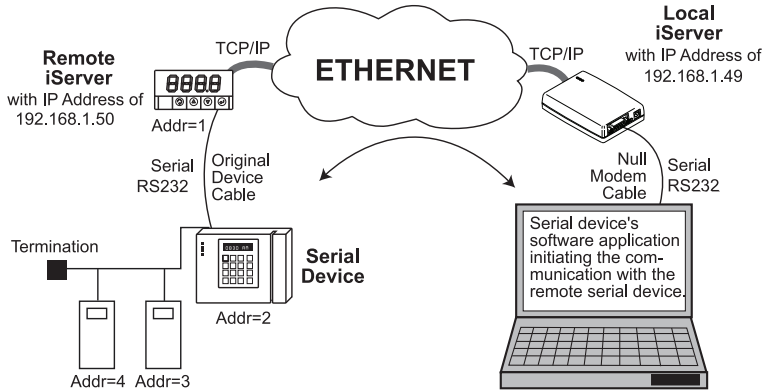 Remote
iServer
with IP Address of
192.168.1.50
TCP/IP
ETHERNET
TCP/IP
Local
iServer
with IP Address of
192.168.1.49
8888
Addr=1
Serial
RS232
Original
Device
Cable
Null
Modem
Cable
Serial
RS232
Termination
Serial
Device
Addr=2
Addr=4
Addr=3
Serial device's
software application
initiating the com-
munication with the
remote serial device.